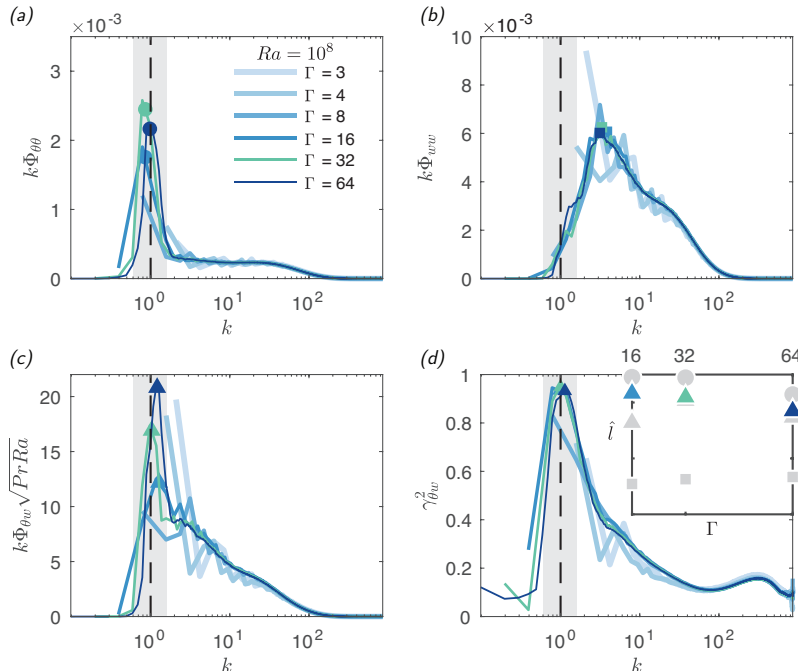 (a)
×10⁻³
kΦθθ
3
2
1
0
10⁰
10¹
10²
k
Ra = 10⁸
Γ = 3
Γ = 4
Γ = 8
Γ = 16
Γ = 32
Γ = 64
(b)
×10⁻³
kΦww
10
8
6
4
2
0
10⁰
10¹
10²
k
(c)
kΦθw√PrRa
20
15
10
5
0
10⁰
10¹
10²
k
(d)
γ²θw
1
0.8
0.6
0.4
0.2
0
10⁰
10¹
10²
k
16
32
64
l̂
Γ